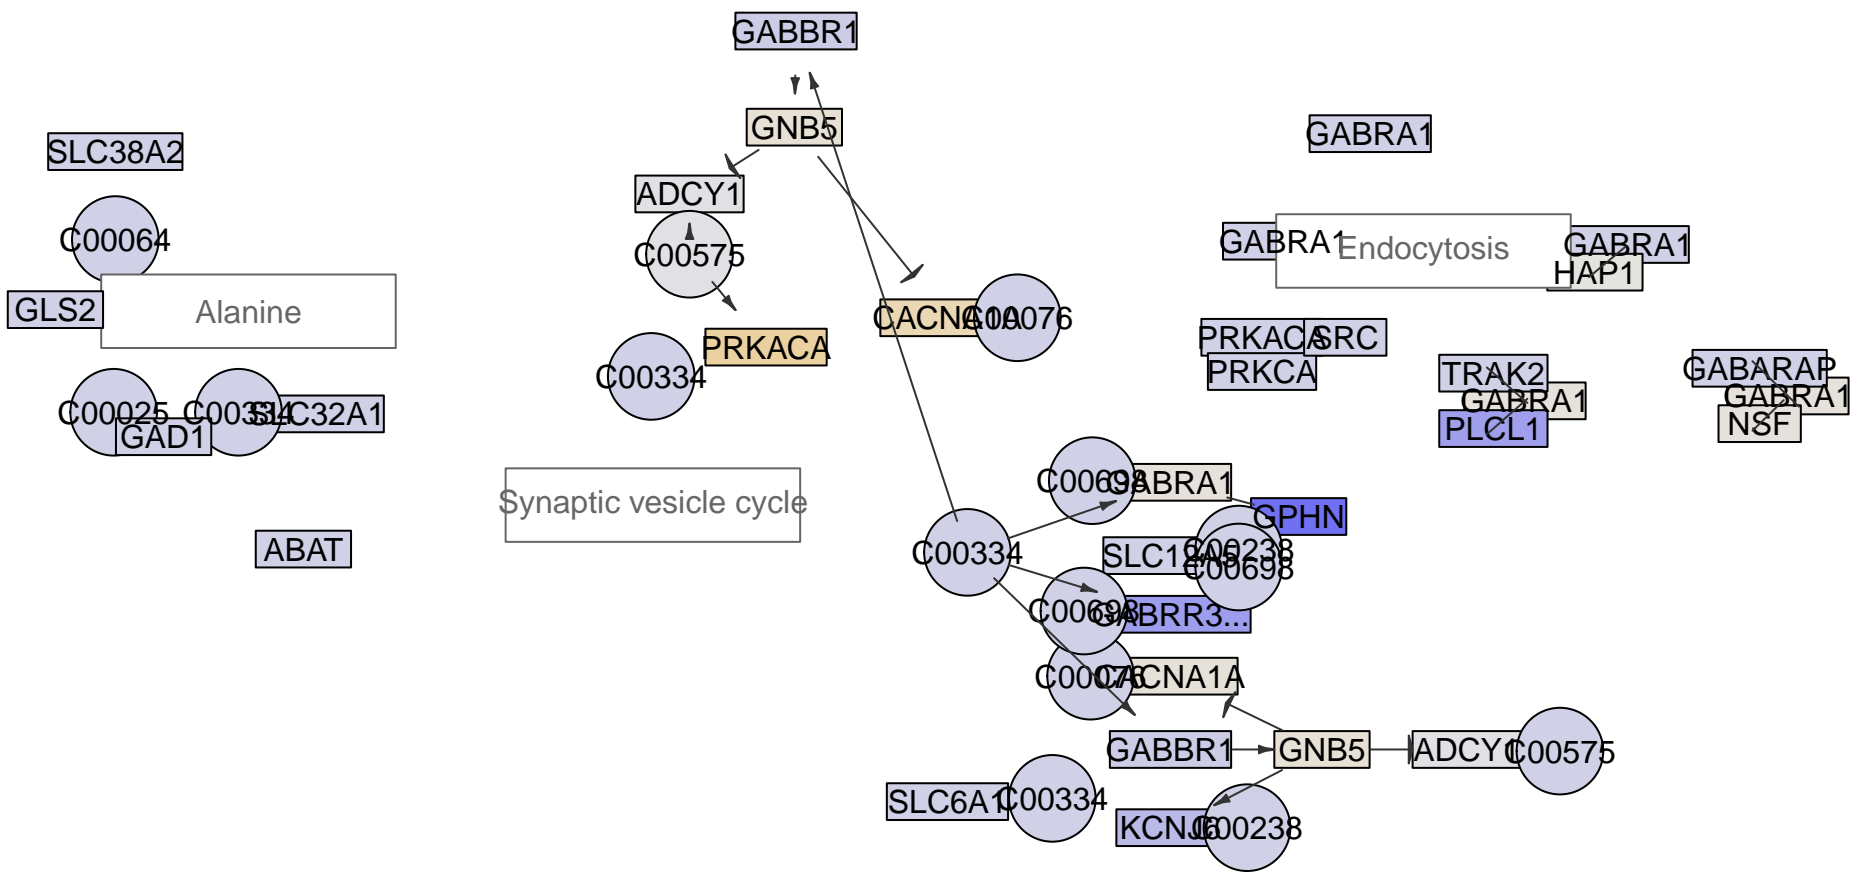 GABBR1
GNB5
GABRA1
SLC38A2
ADCY1
C00064
C00575
GABRA1
Endocytosis
GABRA1
HAP1
GLS2
Alanine
CACNA1A
C00076
PRKACA
C00334
PRKACA
SRC
PRKCA
TRAK2
GABRA1
PLCL1
GABARAP
GABRA1
NSF
C00025
C00334
SLC32A1
GAD1
Synaptic vesicle cycle
C00698
GABRA1
GPHN
ABAT
C00334
SLC12A5
C00238
C00698
C00698
GABRR3...
C00076
CACNA1A
GABBR1
GNB5
ADCY1
C00575
SLC6A1
C00334
KCNJ6
C00238